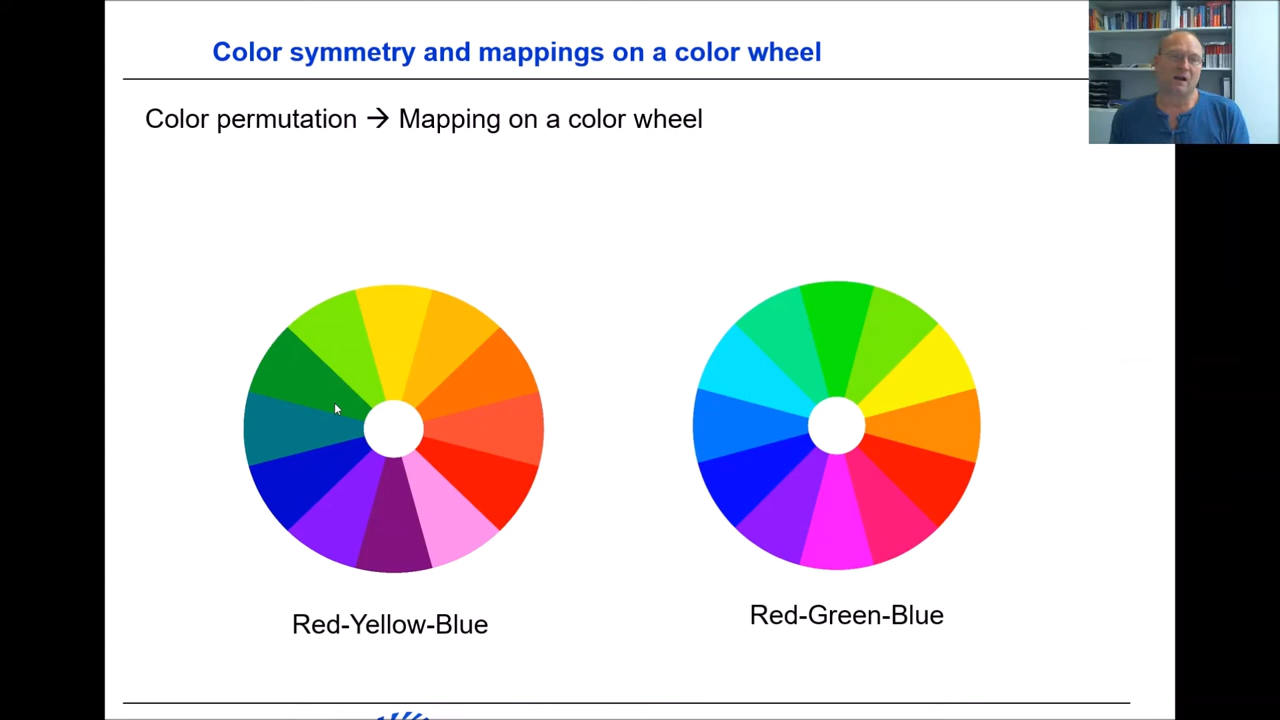 Color symmetry and mappings on a color wheel
Color permutation → Mapping on a color wheel
Red-Yellow-Blue
Red-Green-Blue